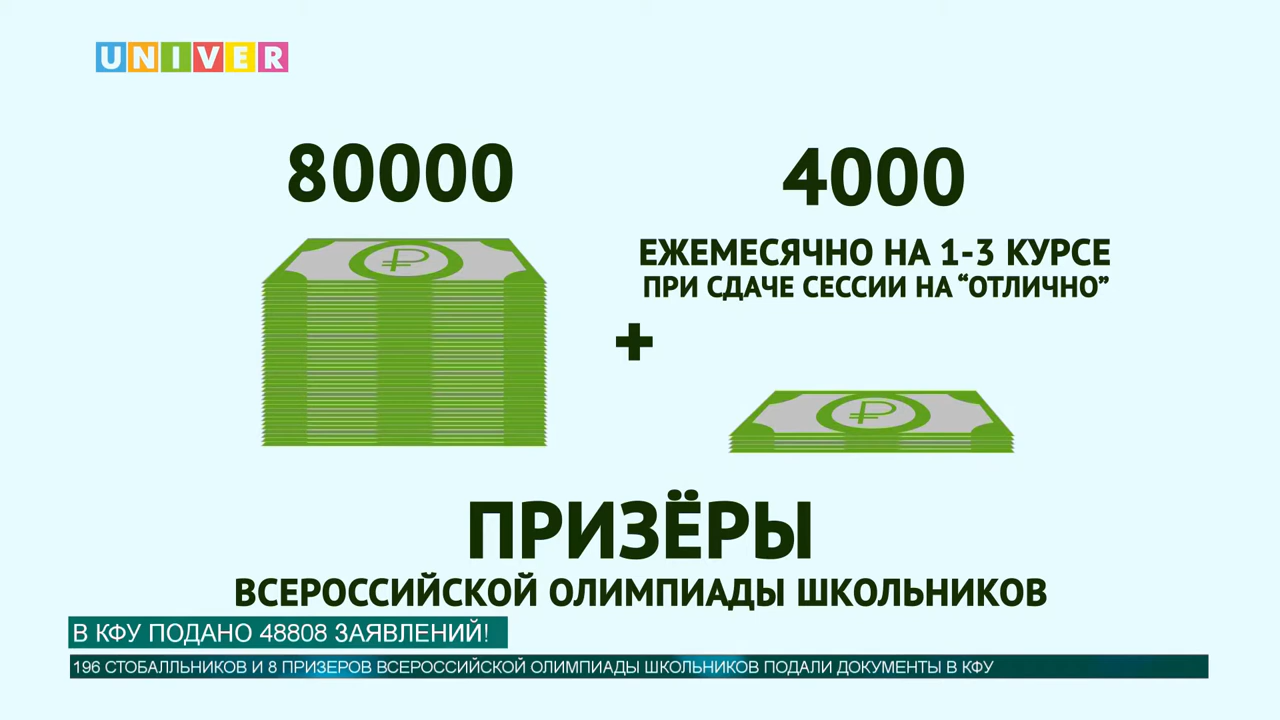 UNIVER
80000
4000
ЕЖЕМЕСЯЧНО НА 1-3 КУРСЕ
ПРИ СДАЧЕ СЕССИИ НА “ОТЛИЧНО”
+
ПРИЗЁРЫ
ВСЕРОССИЙСКОЙ ОЛИМПИАДЫ ШКОЛЬНИКОВ
В КФУ ПОДАНО 48808 ЗАЯВЛЕНИЙ!
196 СТОБАЛЛЬНИКОВ И 8 ПРИЗЕРОВ ВСЕРОССИЙСКОЙ ОЛИМПИАДЫ ШКОЛЬНИКОВ ПОДАЛИ ДОКУМЕНТЫ В КФУ